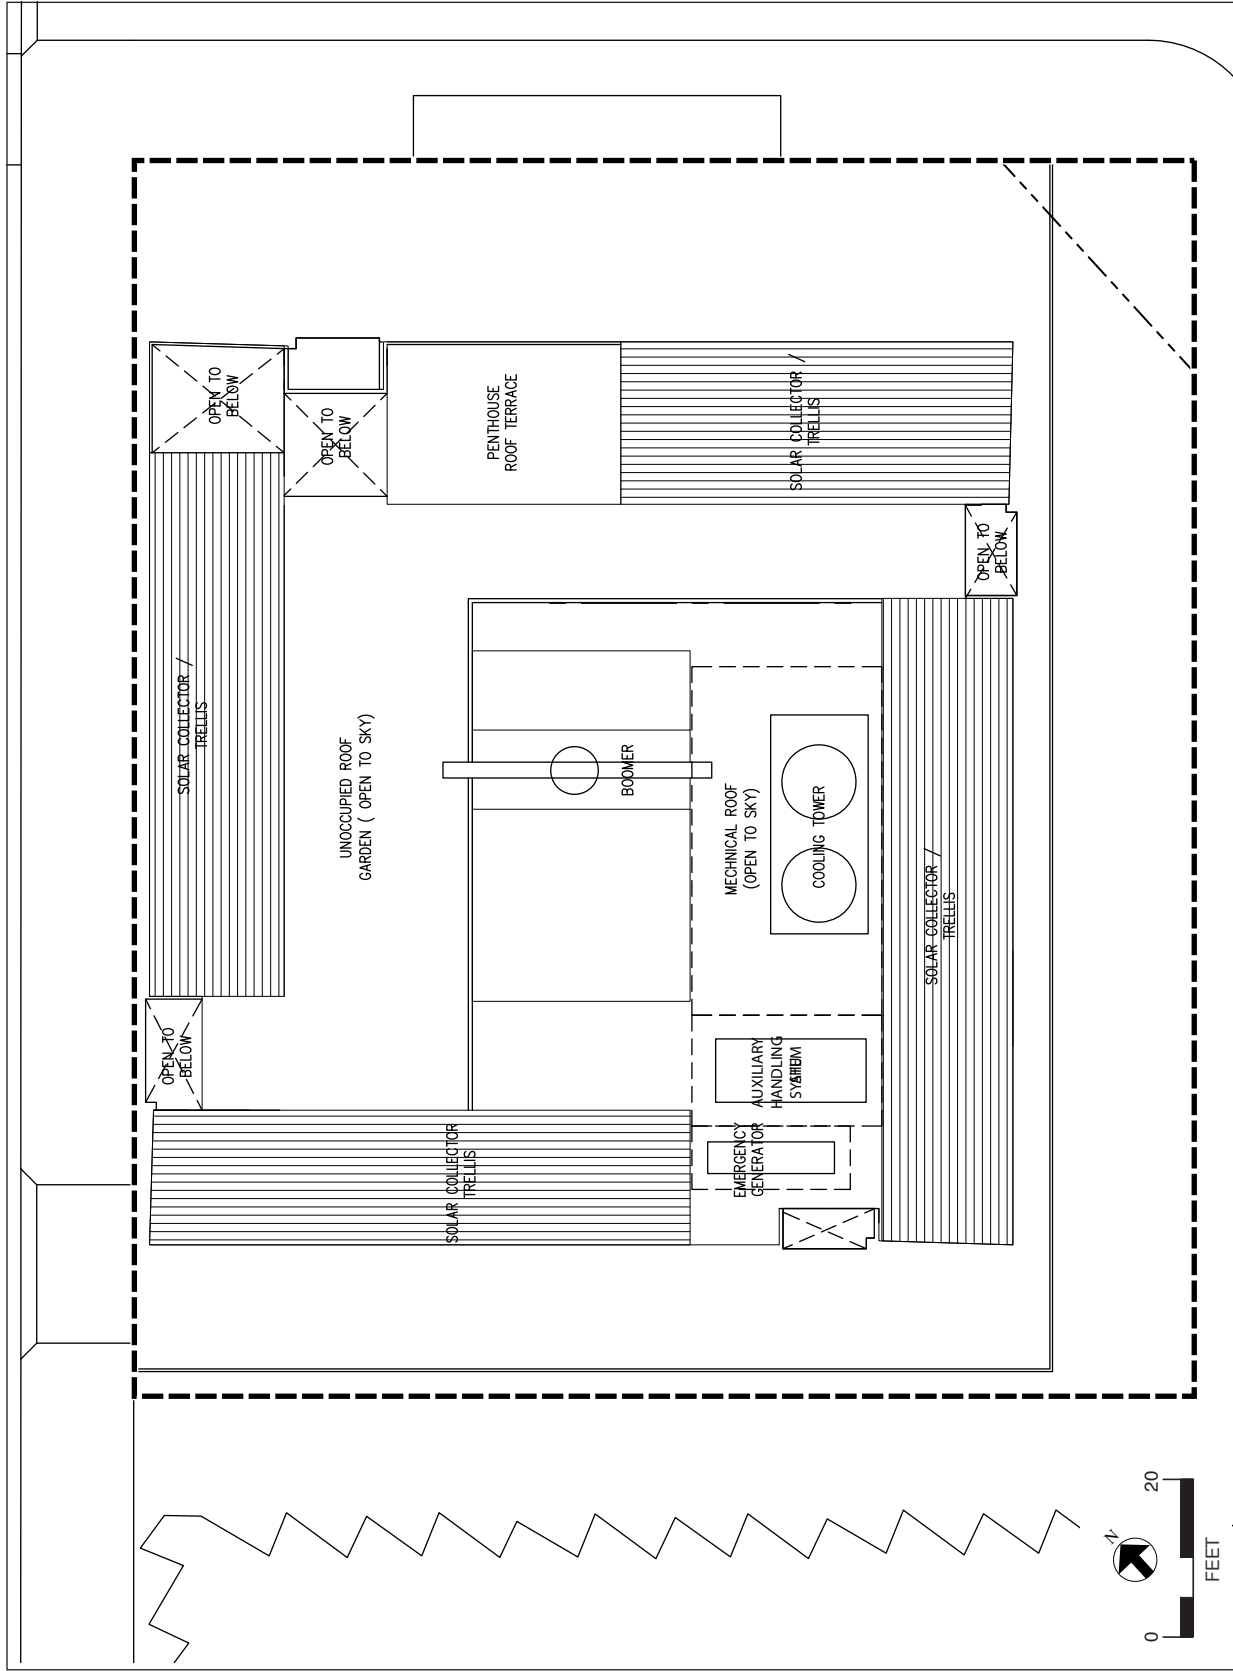 OPEN TO
BELOW
OPEN TO
BELOW
PENTHOUSE
ROOF TERRACE
SOLAR COLLECTOR /
TRELLIS
OPEN TO
BELOW
SOLAR COLLECTOR /
TRELLIS
UNOCCUPIED ROOF
GARDEN ( OPEN TO SKY)
BOOMER
MECHNICAL ROOF
(OPEN TO SKY)
COOLING TOWER
SOLAR COLLECTOR /
TRELLIS
OPEN TO
BELOW
AUXILIARY
HANDLING
SYSTEM
SOLAR COLLECTOR
TRELLIS
EMERGENCY
GENERATOR
N
0
20
FEET